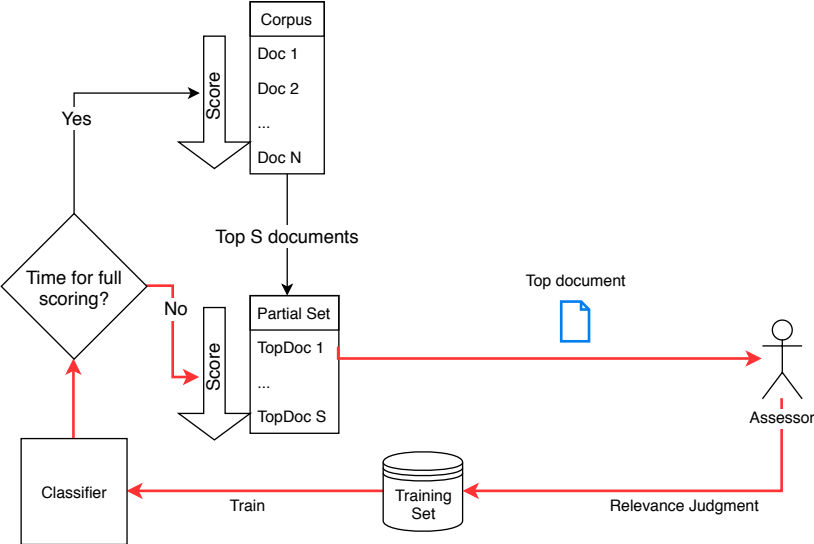 Corpus
Doc 1
Doc 2
...
Doc N
Score
Yes
Top S documents
Time for full
scoring?
No
Score
Partial Set
TopDoc 1
...
TopDoc S
Top document
Assessor
Classifier
Train
Training
Set
Relevance Judgment